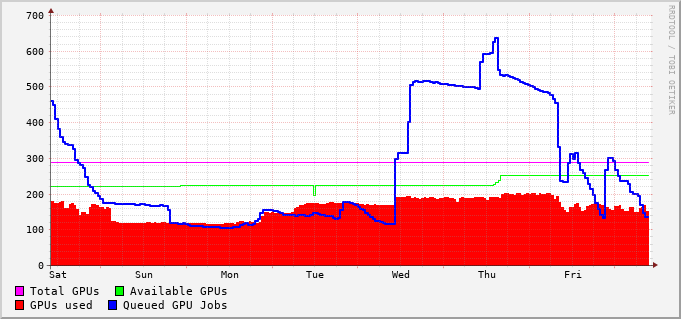 700
600
500
400
300
200
100
0
Sat Sun Mon Tue Wed Thu Fri
RRDTOOL / TOBI OETIKER
Total GPUs Available GPUs
GPUs used Queued GPU Jobs